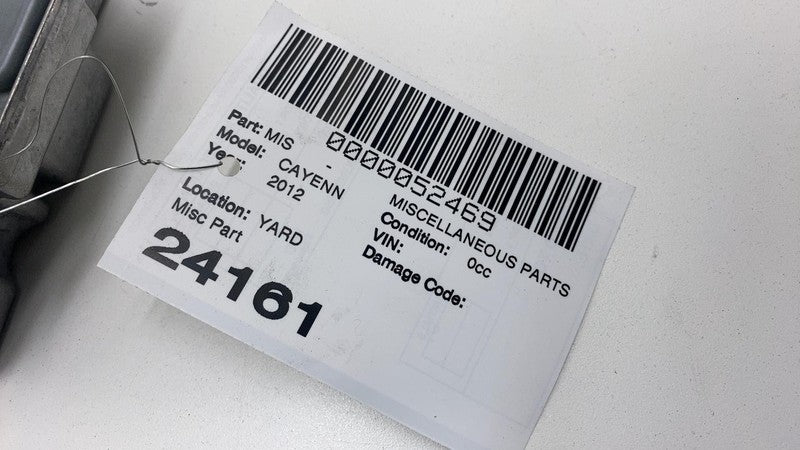 0000052469
Part: MIS - MISCELLANEOUS PARTS
Model: CAYENN Condition: 0cc
Year: 2012 VIN:
Damage Code:
Location: YARD
Misc Part
24161